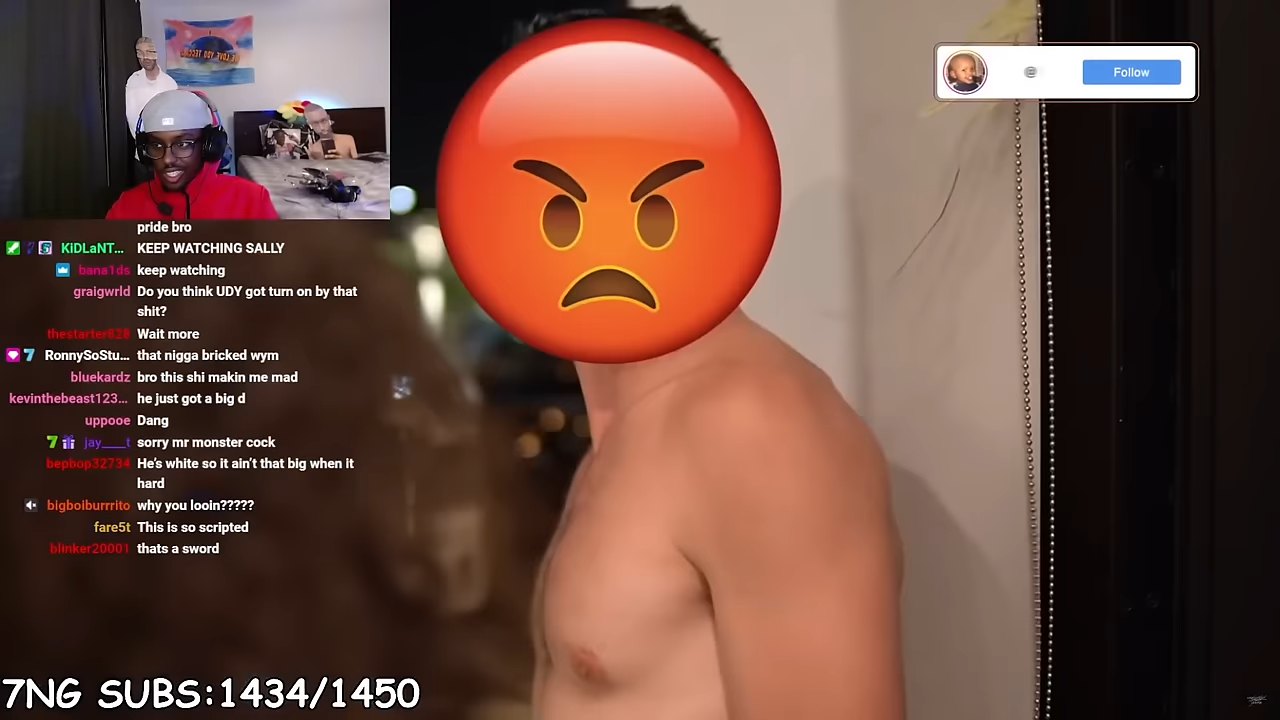 pride bro
KiDLaNT... KEEP WATCHING SALLY
bana1ds keep watching
graigwrld Do you think UDY got turn on by that
shit?
thestarter828 Wait more
RonnySoStu... that nigga bricked wym
bluekardz bro this shi makin me mad
kevinthebeast123... he just got a big d
uppooe Dang
jay____t sorry mr monster cock
bepbop32734 He's white so it ain't that big when it
hard
bigboiburrrito why you looin?????
fare5t This is so scripted
blinker20001 thats a sword
@
Follow
7NG SUBS:1434/1450